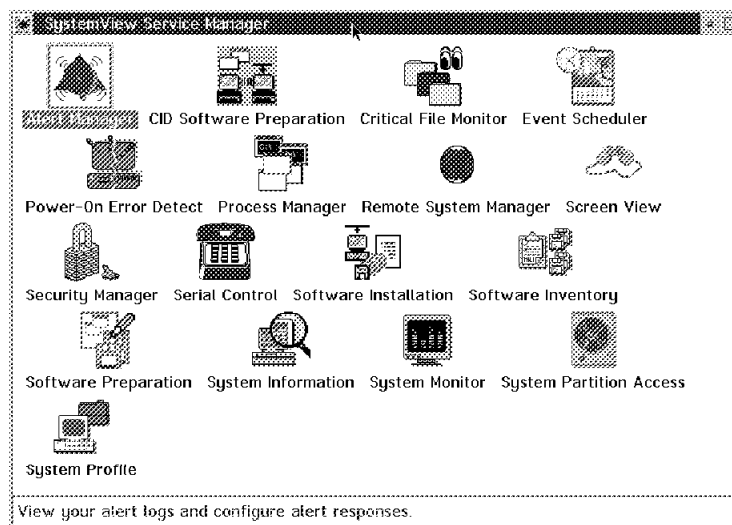 SystemView Service Manager
Alert Manager CID Software Preparation Critical File Monitor Event Scheduler
Power-On Error Detect Process Manager Remote System Manager Screen View
Security Manager Serial Control Software Installation Software Inventory
Software Preparation System Information System Monitor System Partition Access
System Profile
View your alert logs and configure alert responses.